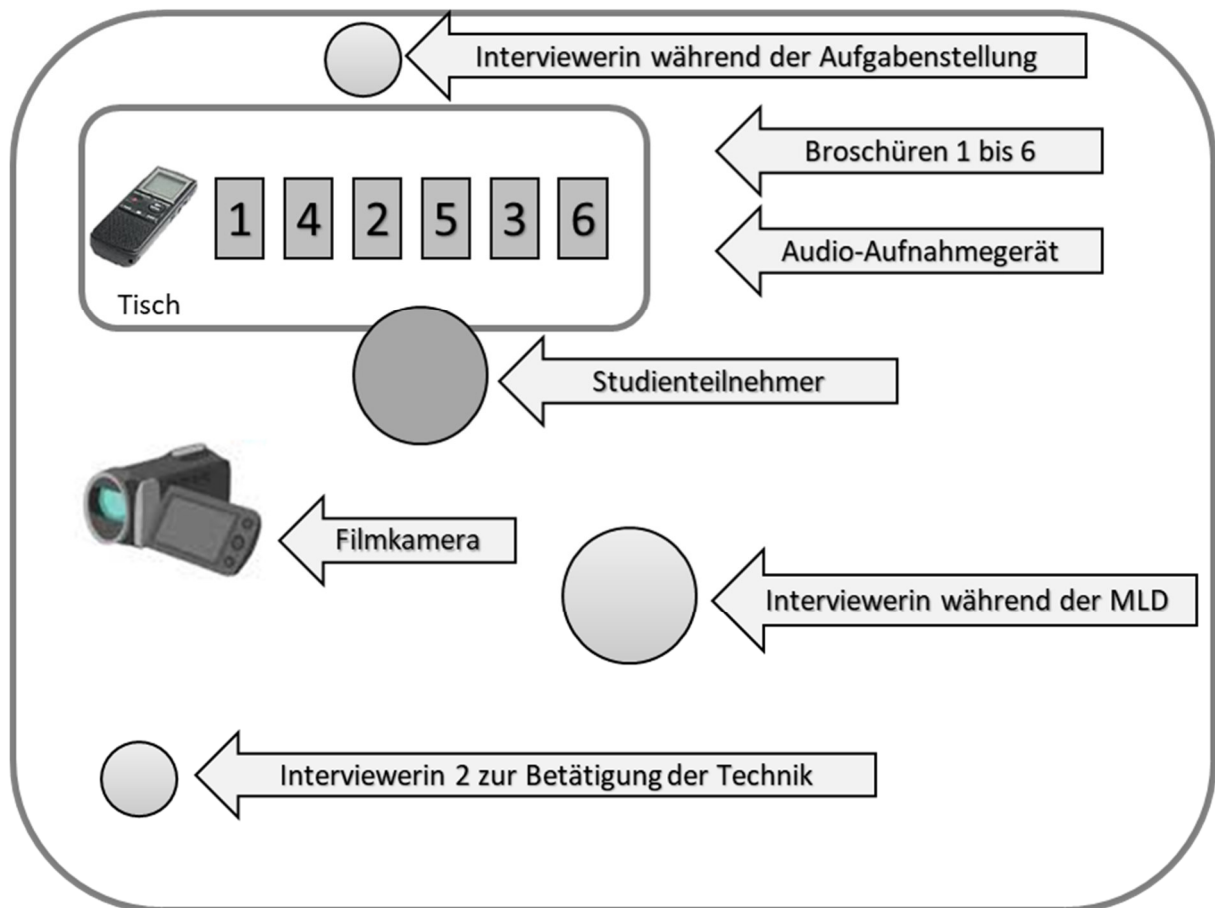 Interviewerin während der Aufgabenstellung
Broschüren 1 bis 6
1 4 2 5 3 6
Audio-Aufnahmegerät
Tisch
Studienteilnehmer
Filmkamera
Interviewerin während der MLD
Interviewerin 2 zur Betätigung der Technik